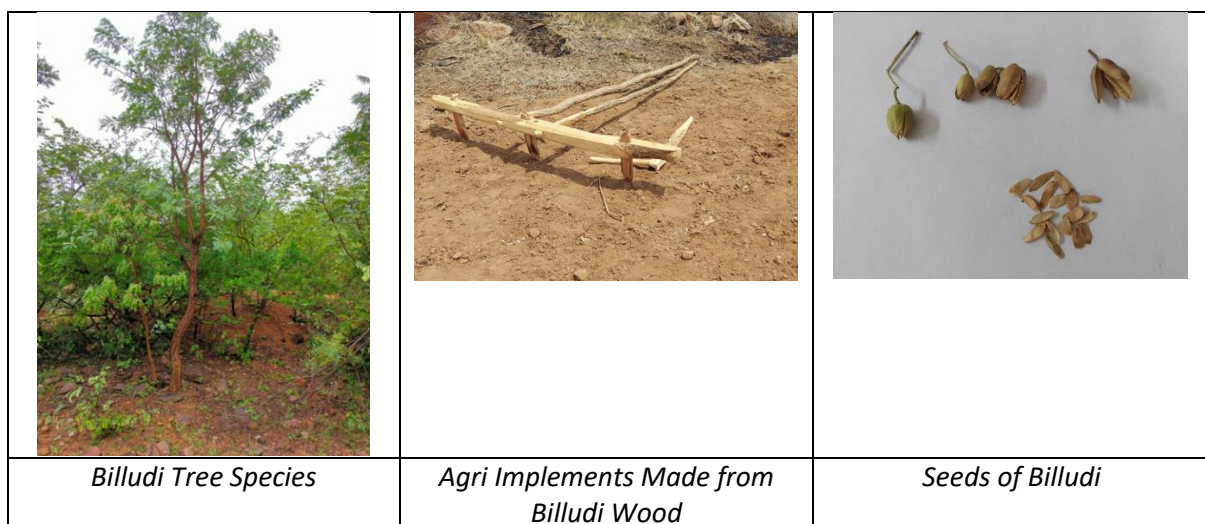 Billudi Tree Species
Agri Implements Made from
Billudi Wood
Seeds of Billudi